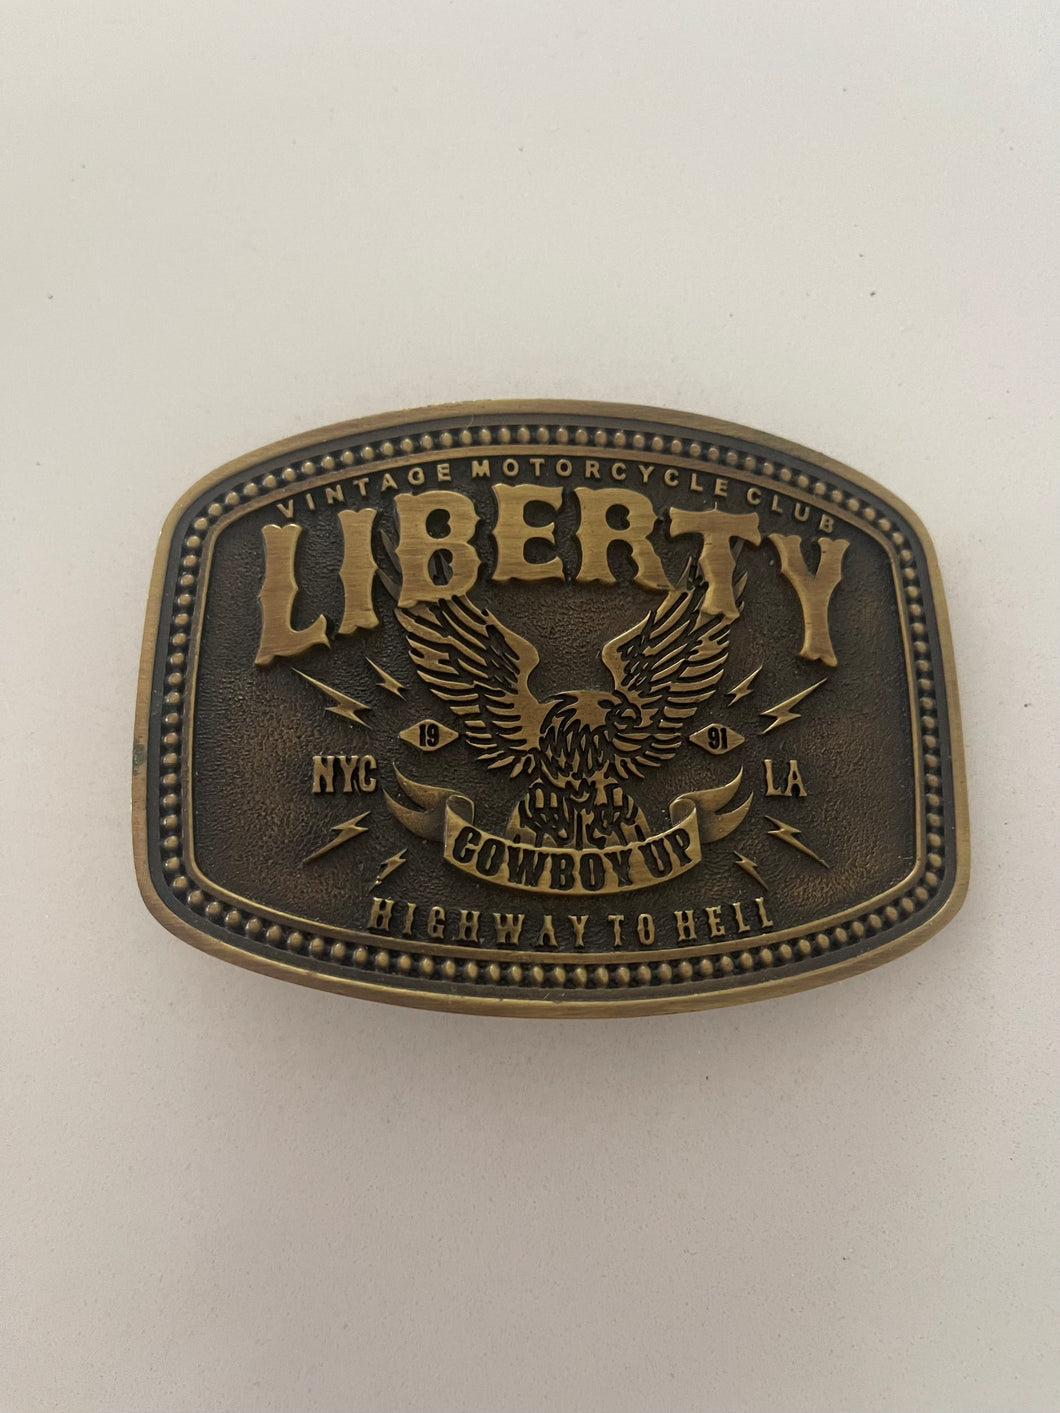 VINTAGE MOTORCYCLE CLUB
LIBERTY
19 91
NYC LA
COWBOY UP
HIGHWAY TO HELL